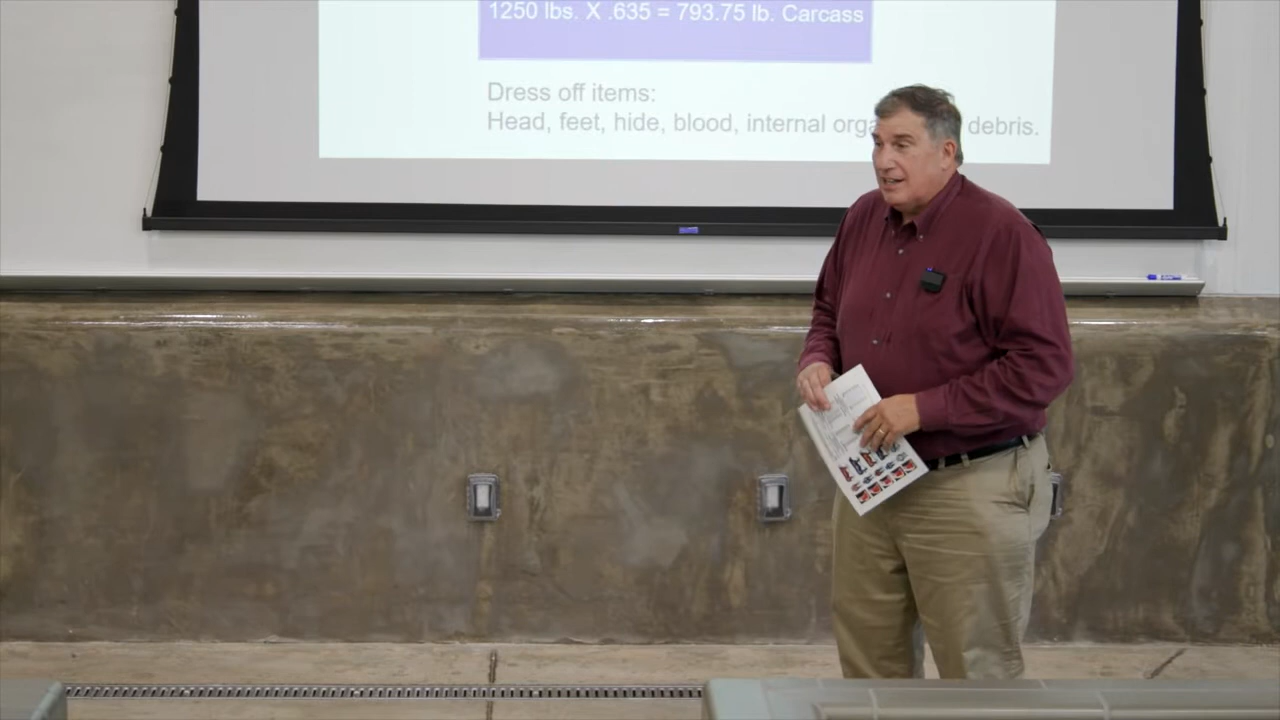 1250 lbs. X .635 = 793.75 lb. Carcass
Dress off items:
Head, feet, hide, blood, internal debris.